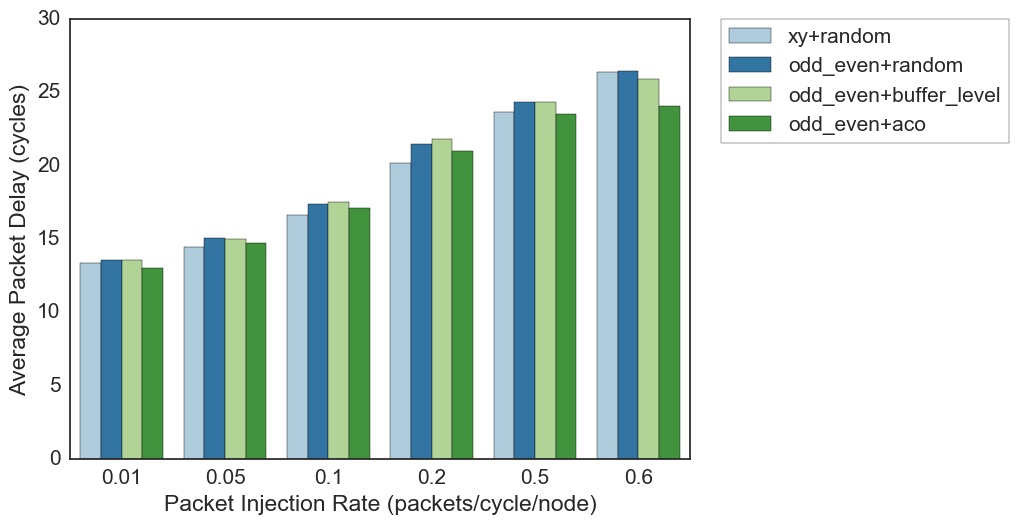 30
25
20
15
10
5
0
Average Packet Delay (cycles)
0.01 0.05 0.1 0.2 0.5 0.6
Packet Injection Rate (packets/cycle/node)
xy+random
odd_even+random
odd_even+buffer_level
odd_even+aco